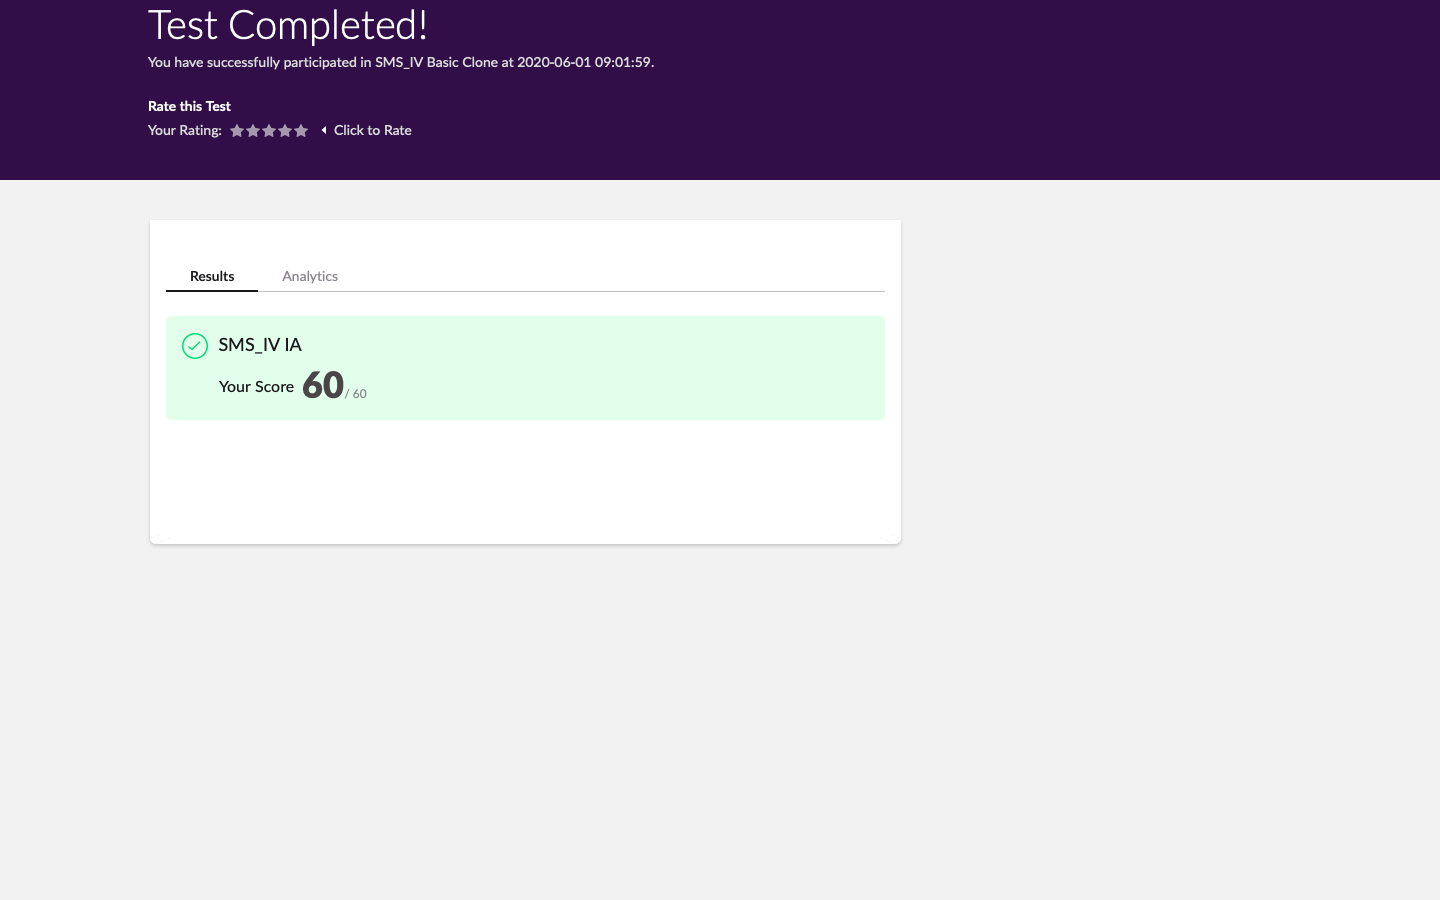 Test Completed!
You have successfully participated in SMS_IV Basic Clone at 2020-06-01 09:01:59.
Rate this Test
Your Rating: Click to Rate
Results Analytics
SMS_IV IA
Your Score 60 / 60